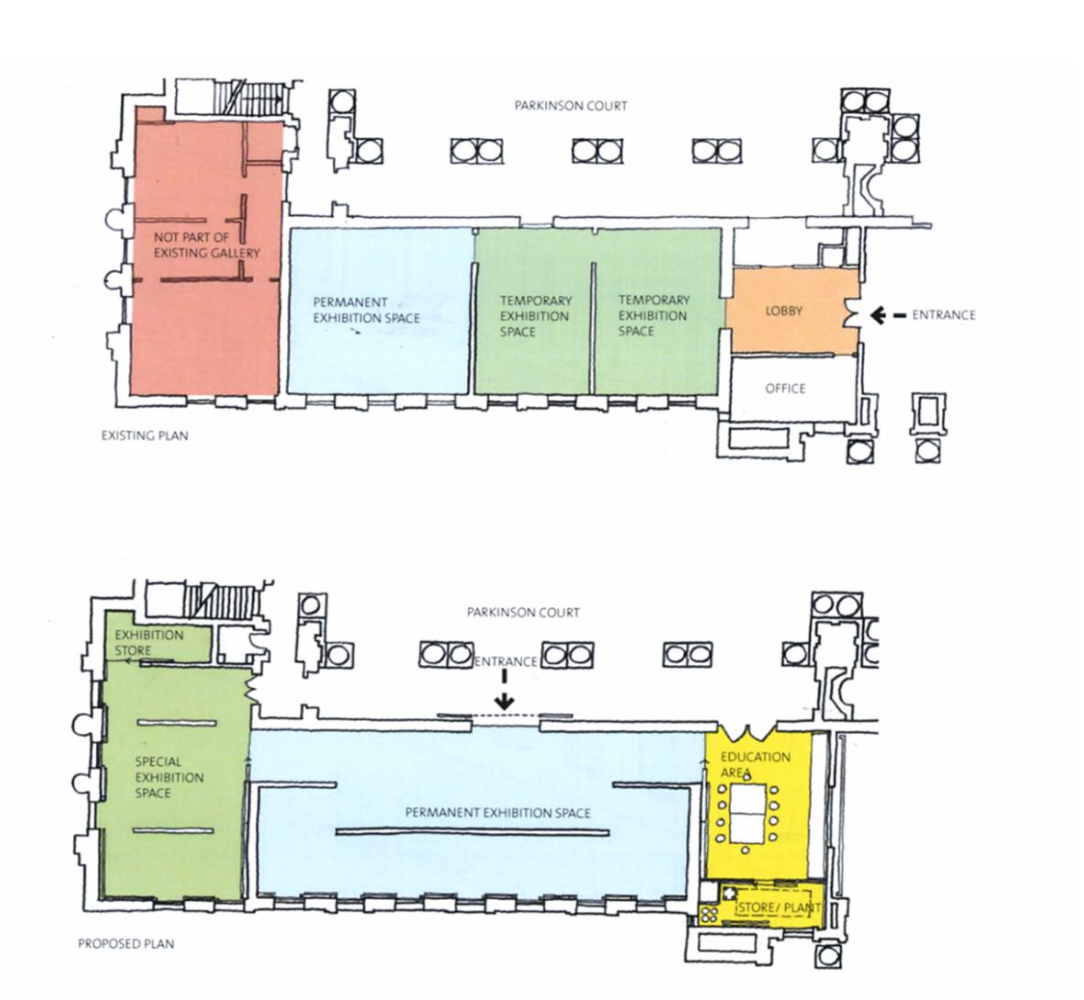 PARKINSON COURT
NOT PART OF
EXISTING GALLERY
PERMANENT
EXHIBITION SPACE
TEMPORARY
EXHIBITION
SPACE
TEMPORARY
EXHIBITION
SPACE
LOBBY
ENTRANCE
OFFICE
EXISTING PLAN
PARKINSON COURT
EXHIBITION
STORE
ENTRANCE
SPECIAL
EXHIBITION
SPACE
EDUCATION
AREA
PERMANENT EXHIBITION SPACE
STORE/ PLANT
PROPOSED PLAN